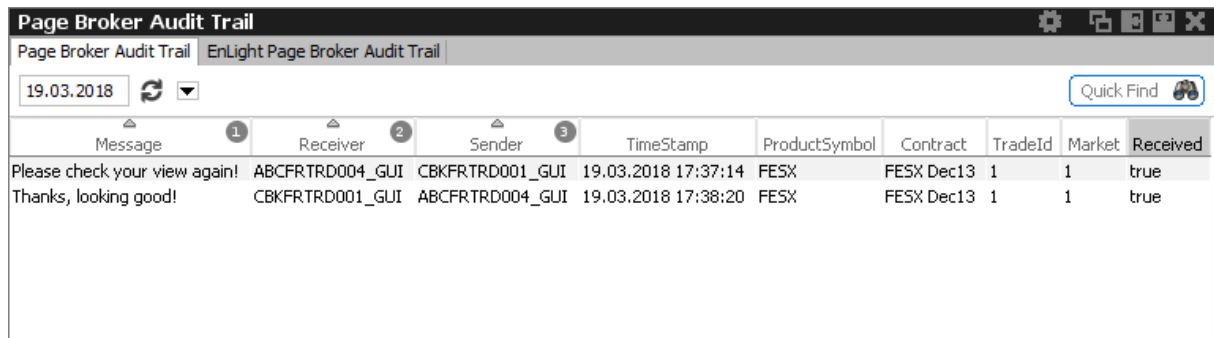 Page Broker Audit Trail
Page Broker Audit Trail EnLight Page Broker Audit Trail
19.03.2018 Quick Find
Message 1 Receiver 2 Sender 3 TimeStamp ProductSymbol Contract TradeId Market Received
Please check your view again! ABCFRTRD004_GUI CBKFRTRD001_GUI 19.03.2018 17:37:14 FESX FESX Dec13 1 1 true
Thanks, looking good! CBKFRTRD001_GUI ABCFRTRD004_GUI 19.03.2018 17:38:20 FESX FESX Dec13 1 1 true